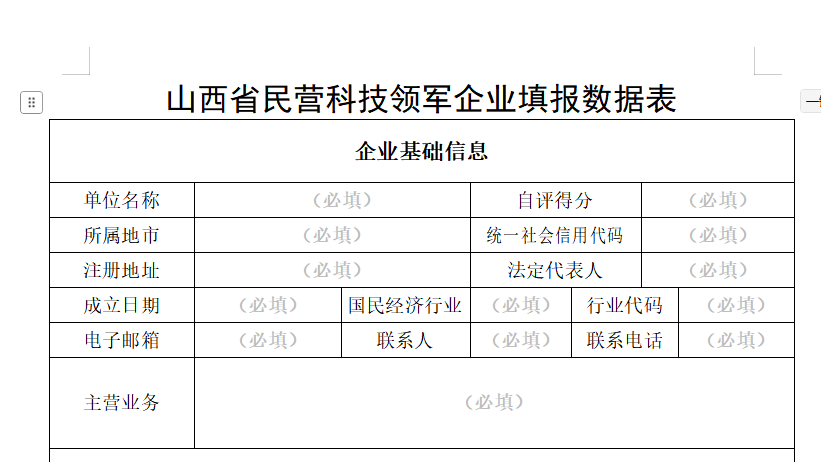 山西省民营科技领军企业填报数据表
企业基础信息
单位名称 （必填） 自评得分 （必填）
所属地市 （必填） 统一社会信用代码 （必填）
注册地址 （必填） 法定代表人 （必填）
成立日期 （必填） 国民经济行业 （必填） 行业代码 （必填）
电子邮箱 （必填） 联系人 （必填） 联系电话 （必填）
主营业务 （必填）